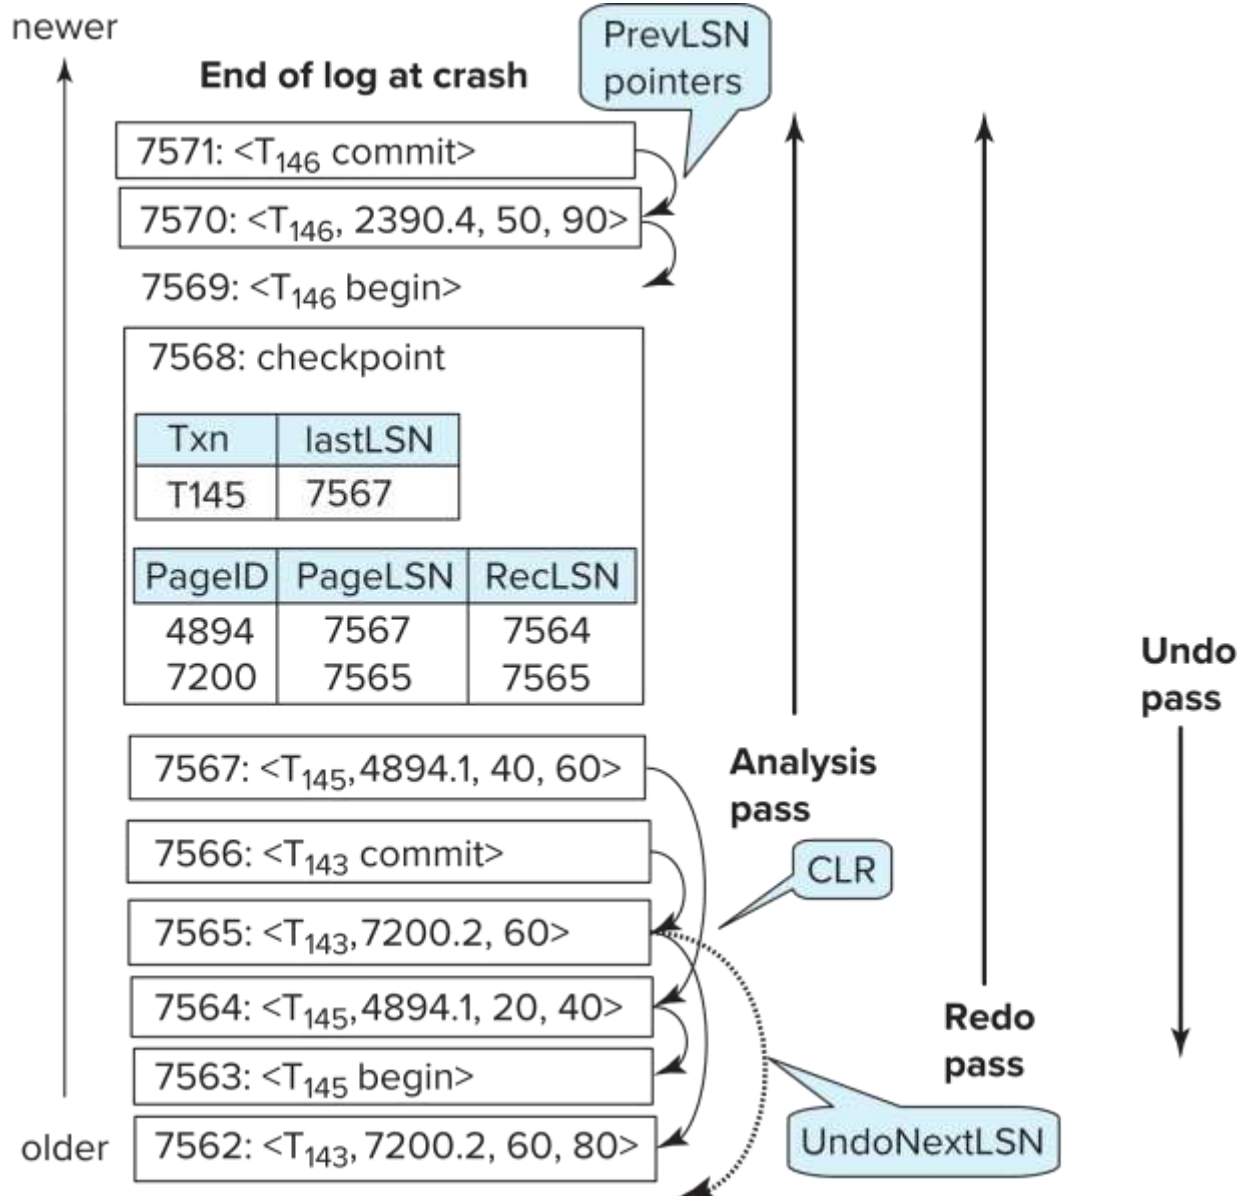 newer
PrevLSN
pointers
End of log at crash
7571: <T146 commit>
7570: <T146, 2390.4, 50, 90>
7569: <T146 begin>
7568: checkpoint
Txn lastLSN
T145 7567
PageID PageLSN RecLSN
4894 7567 7564
7200 7565 7565
Undo
pass
7567: <T145,4894.1, 40, 60>
Analysis
pass
7566: <T143 commit>
CLR
7565: <T143,7200.2, 60>
7564: <T145,4894.1, 20, 40>
Redo
pass
7563: <T145 begin>
older
7562: <T143,7200.2, 60, 80>
UndoNextLSN